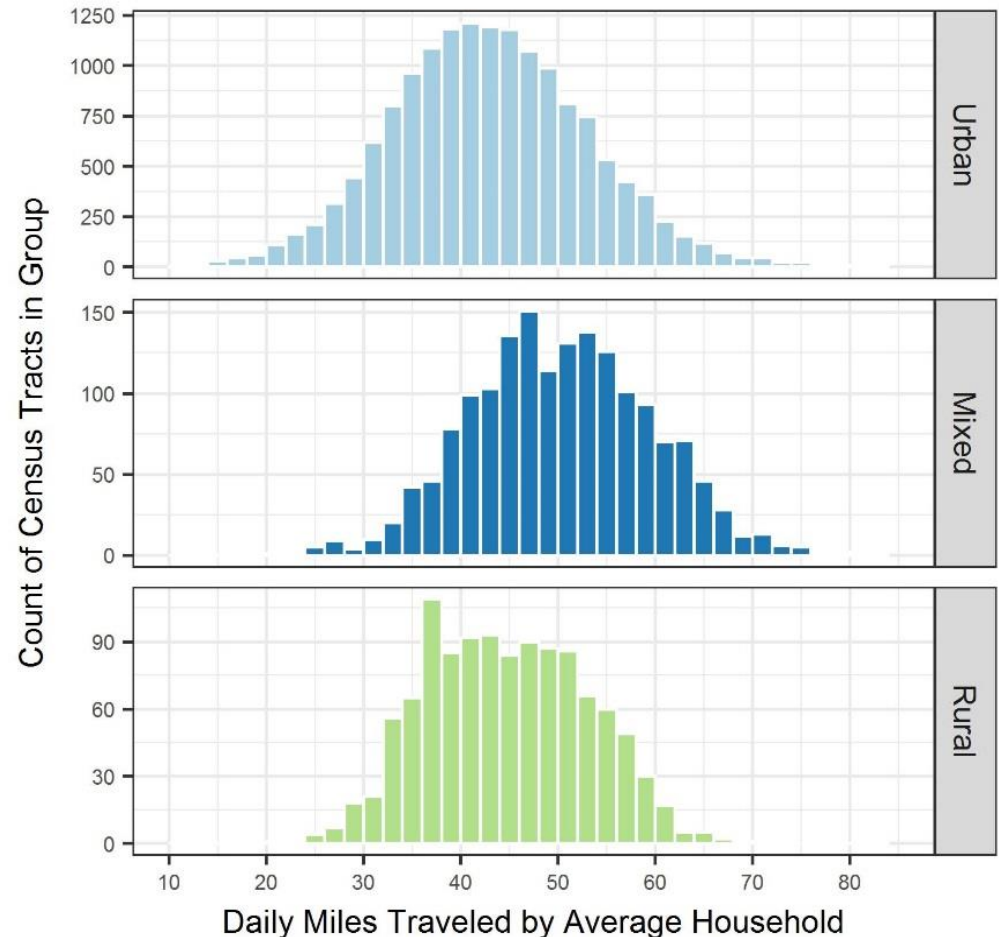 Count of Census Tracts in Group
1250
1000
750
500
250
0
Urban
150
100
50
0
Mixed
90
60
30
0
Rural
10 20 30 40 50 60 70 80
Daily Miles Traveled by Average Household